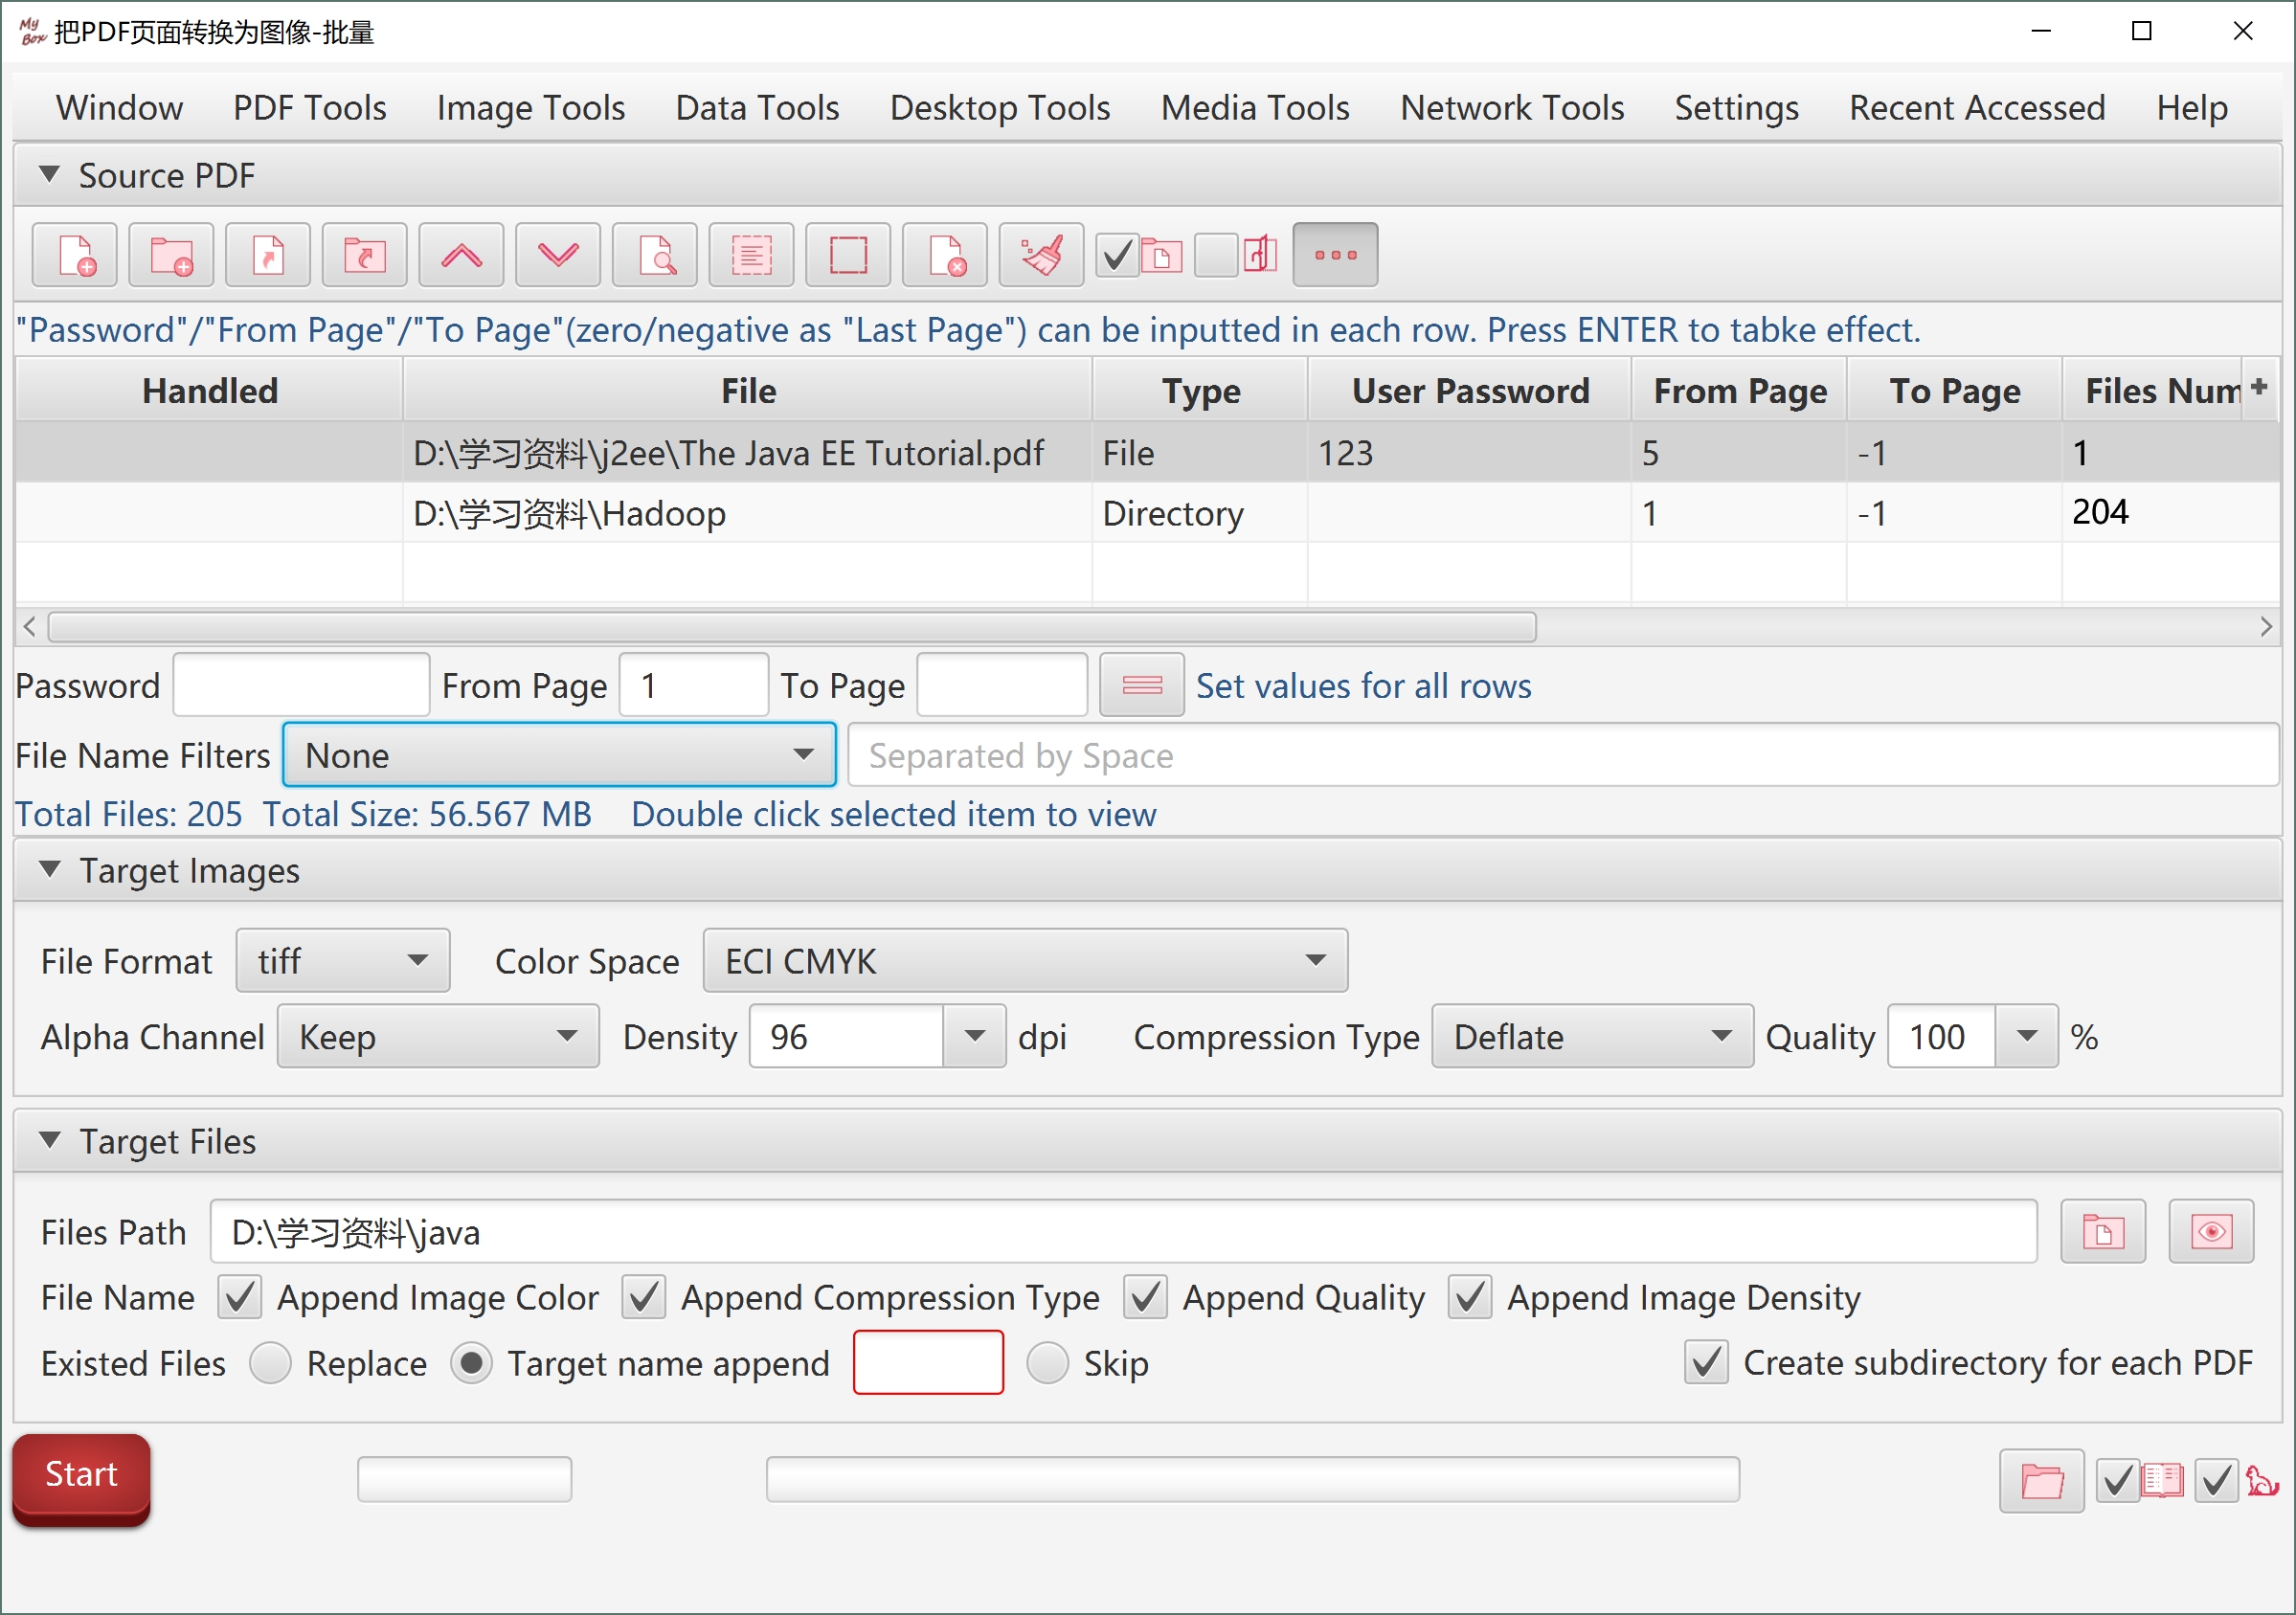 My Box 把PDF页面转换为图像-批量
Window PDF Tools Image Tools Data Tools Desktop Tools Media Tools Network Tools Settings Recent Accessed Help
Source PDF
"Password"/"From Page"/"To Page"(zero/negative as "Last Page") can be inputted in each row. Press ENTER to tabke effect.
Handled File Type User Password From Page To Page Files Num
D:\学习资料\j2ee\The Java EE Tutorial.pdf File 123 5 -1 1
D:\学习资料\Hadoop Directory 1 -1 204
Password From Page 1 To Page Set values for all rows
File Name Filters None Separated by Space
Total Files: 205 Total Size: 56.567 MB Double click selected item to view
Target Images
File Format tiff Color Space ECI CMYK
Alpha Channel Keep Density 96 dpi Compression Type Deflate Quality 100 %
Target Files
Files Path D:\学习资料\java
File Name Append Image Color Append Compression Type Append Quality Append Image Density
Existed Files Replace Target name append Skip Create subdirectory for each PDF
Start